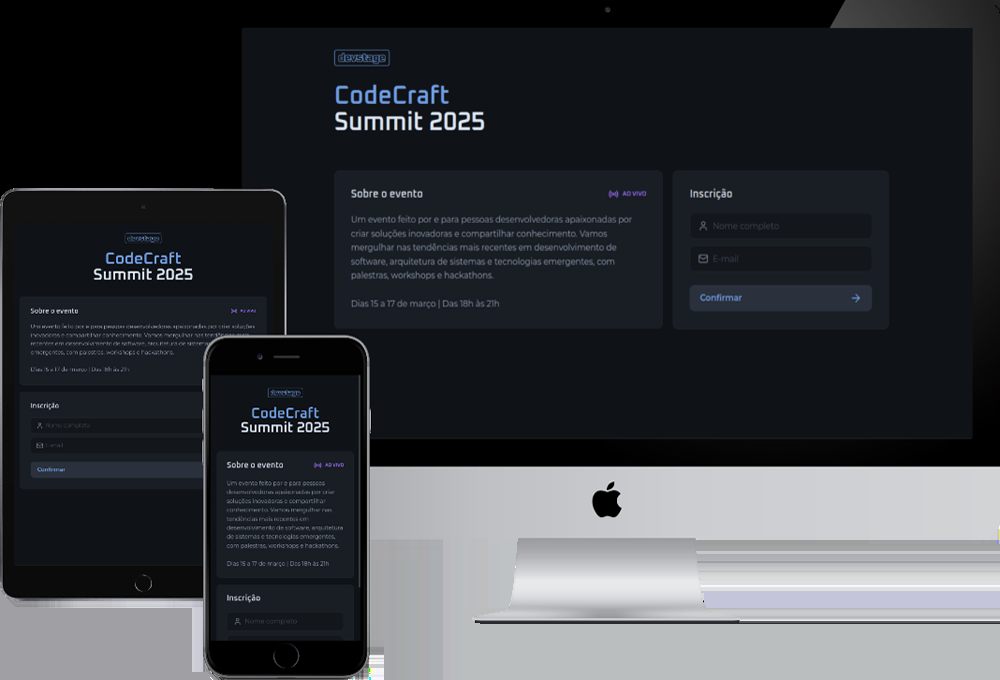 devstage
CodeCraft
Summit 2025
Sobre o evento
AO VIVO
Um evento feito por e para pessoas desenvolvedoras apaixonadas por
criar soluções inovadoras e compartilhar conhecimento. Vamos
mergulhar nas tendências mais recentes em desenvolvimento de
software, arquitetura de sistemas e tecnologias emergentes, com
palestras, workshops e hackathons.
Dias 15 a 17 de março | Das 18h às 21h
Inscrição
Nome completo
E-mail
Confirmar
devstage
CodeCraft
Summit 2025
Sobre o evento
AO VIVO
Um evento feito por e para pessoas desenvolvedoras apaixonadas por criar soluções
inovadoras e compartilhar conhecimento. Vamos mergulhar nas
tendências mais recentes em desenvolvimento de software, arquitetura de
emergentes, com palestras, workshops e hackathons.
Dias 15 a 17 de março | Das 18h às 21h
Inscrição
Nome completo
E-mail
Confirmar
devstage
CodeCraft
Summit 2025
Sobre o evento
AO VIVO
Um evento feito por e para pessoas
desenvolvedoras apaixonadas por criar
soluções inovadoras e compartilhar
conhecimento. Vamos mergulhar nas
tendências mais recentes em
desenvolvimento de software, arquitetura
de sistemas e tecnologias emergentes,
com palestras, workshops e hackathons.
Dias 15 a 17 de março | Das 18h às 21h
Inscrição
Nome completo